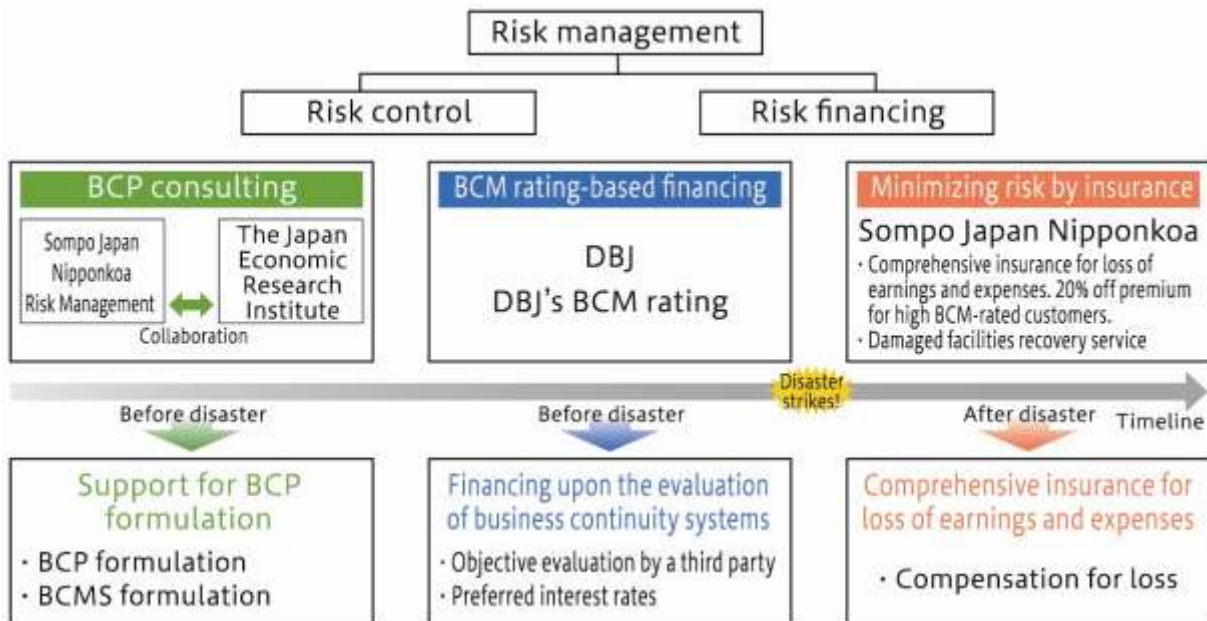 Risk management
Risk control
Risk financing
BCP consulting
Sompo Japan
Nipponkoa
Risk Management
The Japan
Economic
Research
Institute
Collaboration
BCM rating-based financing
DBJ
DBJ's BCM rating
Minimizing risk by insurance
Sompo Japan Nipponkoa
· Comprehensive insurance for loss of
earnings and expenses. 20% off premium
for high BCM-rated customers.
· Damaged facilities recovery service
Disaster
strikes!
Before disaster
Before disaster
After disaster
Timeline
Support for BCP
formulation
· BCP formulation
· BCMS formulation
Financing upon the evaluation
of business continuity systems
· Objective evaluation by a third party
· Preferred interest rates
Comprehensive insurance for
loss of earnings and expenses
· Compensation for loss